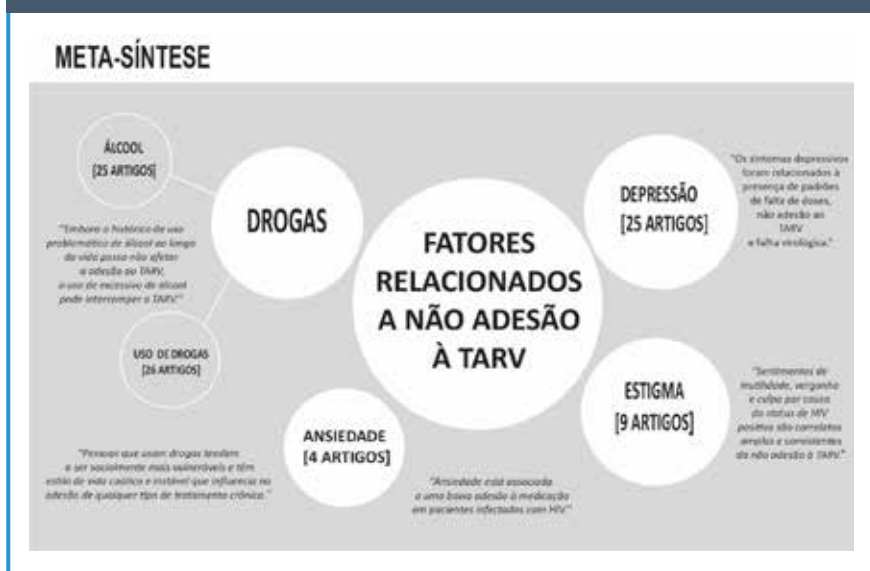 META-SÍNTESE
ÁLCOOL
[25 ARTIGOS]
"Embora o histórico de uso
problemático de álcool ao longo
da vida possa não afetar
a adesão ao TARV,
o uso de excessivo de álcool
pode interromper a TARV."
DROGAS
USO DE DROGAS
[26 ARTIGOS]
"Pessoas que usam drogas tendem
a ser socialmente mais vulneráveis e têm
estilo de vida caótico e instável que influencia na
adesão de qualquer tipo de tratamento crônico."
FATORES
RELACIONADOS
A NÃO ADESÃO
À TARV
ANSIEDADE
[4 ARTIGOS]
"Ansiedade está associada
a uma baixa adesão à medicação
em pacientes infectados com HIV"
DEPRESSÃO
[25 ARTIGOS]
"Os sintomas depressivos
foram relacionados à
presença de padrões
de falta de doses,
não adesão ao
TARV
e falha virológica."
ESTIGMA
[9 ARTIGOS]
"Sentimentos de
inutilidade, vergonha
e culpa por causa
do status de HIV
positivo são correlatos
amplos e consistentes
da não adesão à TARV."